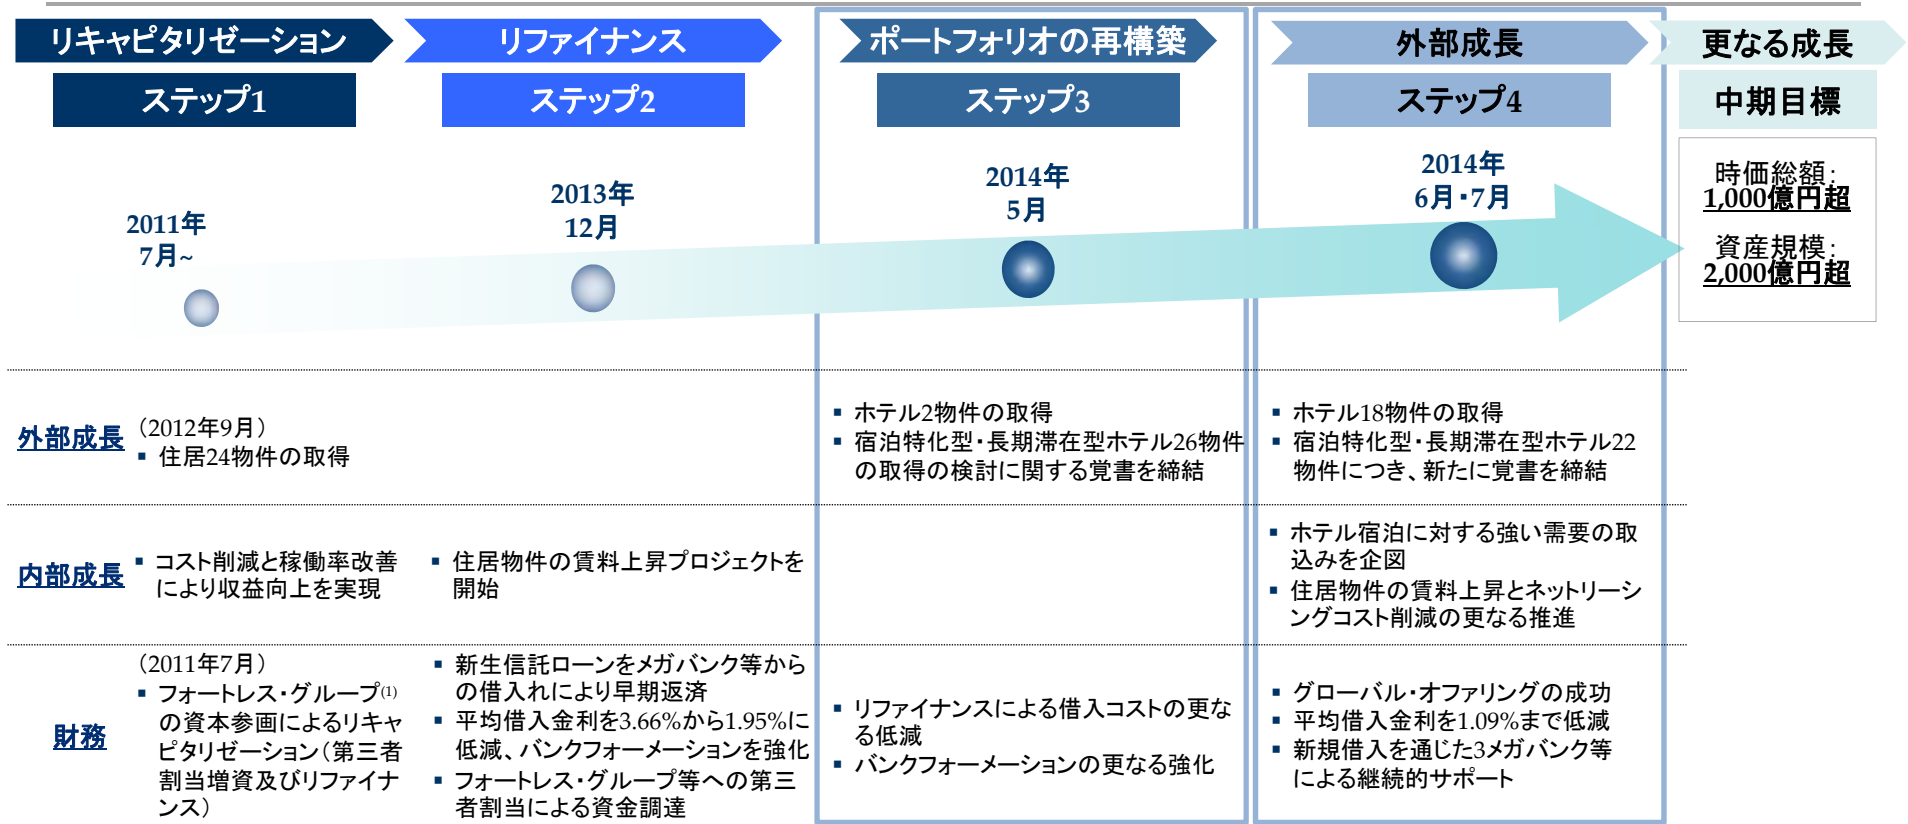 リキャピタリゼーション
リファイナンス
ポートフォリオの再構築
外部成長
更なる成長
ステップ1
ステップ2
ステップ3
ステップ4
中期目標
2011年
7月~
2013年
12月
2014年
5月
2014年
6月・7月
時価総額:
1,000億円超
資産規模:
2,000億円超
外部成長
（2012年9月）
▪ 住居24物件の取得
▪ ホテル2物件の取得
▪ 宿泊特化型・長期滞在型ホテル26物件
の取得の検討に関する覚書を締結
▪ ホテル18物件の取得
▪ 宿泊特化型・長期滞在型ホテル22
物件につき、新たに覚書を締結
内部成長
▪ コスト削減と稼働率改善
により収益向上を実現
▪ 住居物件の賃料上昇プロジェクトを
開始
▪ ホテル宿泊に対する強い需要の取
込みを企図
▪ 住居物件の賃料上昇とネットリーシ
ングコスト削減の更なる推進
財務
（2011年7月）
▪ フォートレス・グループ(1)
の資本参画によるリキャ
ピタリゼーション（第三者
割当増資及びリファイナ
ンス）
▪ 新生信託ローンをメガバンク等から
の借入れにより早期返済
▪ 平均借入金利を3.66%から1.95%に
低減、バンクフォーメーションを強化
▪ フォートレス・グループ等への第三
者割当による資金調達
▪ リファイナンスによる借入コストの更な
る低減
▪ バンクフォーメーションの更なる強化
▪ グローバル・オファリングの成功
▪ 平均借入金利を1.09%まで低減
▪ 新規借入を通じた3メガバンク等
による継続的サポート